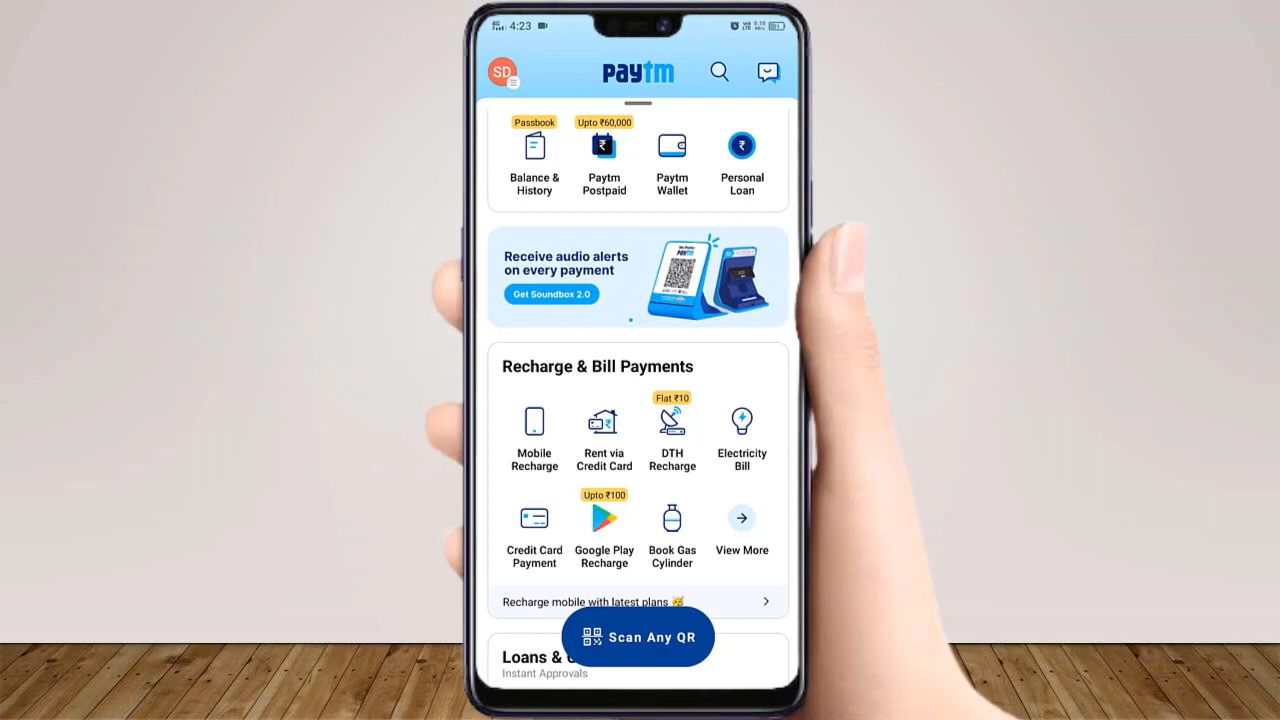 4G 4:23
SD
paytm
Passbook
Upto ₹60,000
Balance &
History
Paytm
Postpaid
Paytm
Wallet
Personal
Loan
Receive audio alerts
on every payment
Get Soundbox 2.0
paytm
Recharge & Bill Payments
Flat ₹10
Mobile
Recharge
Rent via
Credit Card
DTH
Recharge
Electricity
Bill
Upto ₹100
Credit Card
Payment
Google Play
Recharge
Book Gas
Cylinder
View More
Recharge mobile with latest plans 🥳
Scan Any QR
Loans &
Instant Approvals